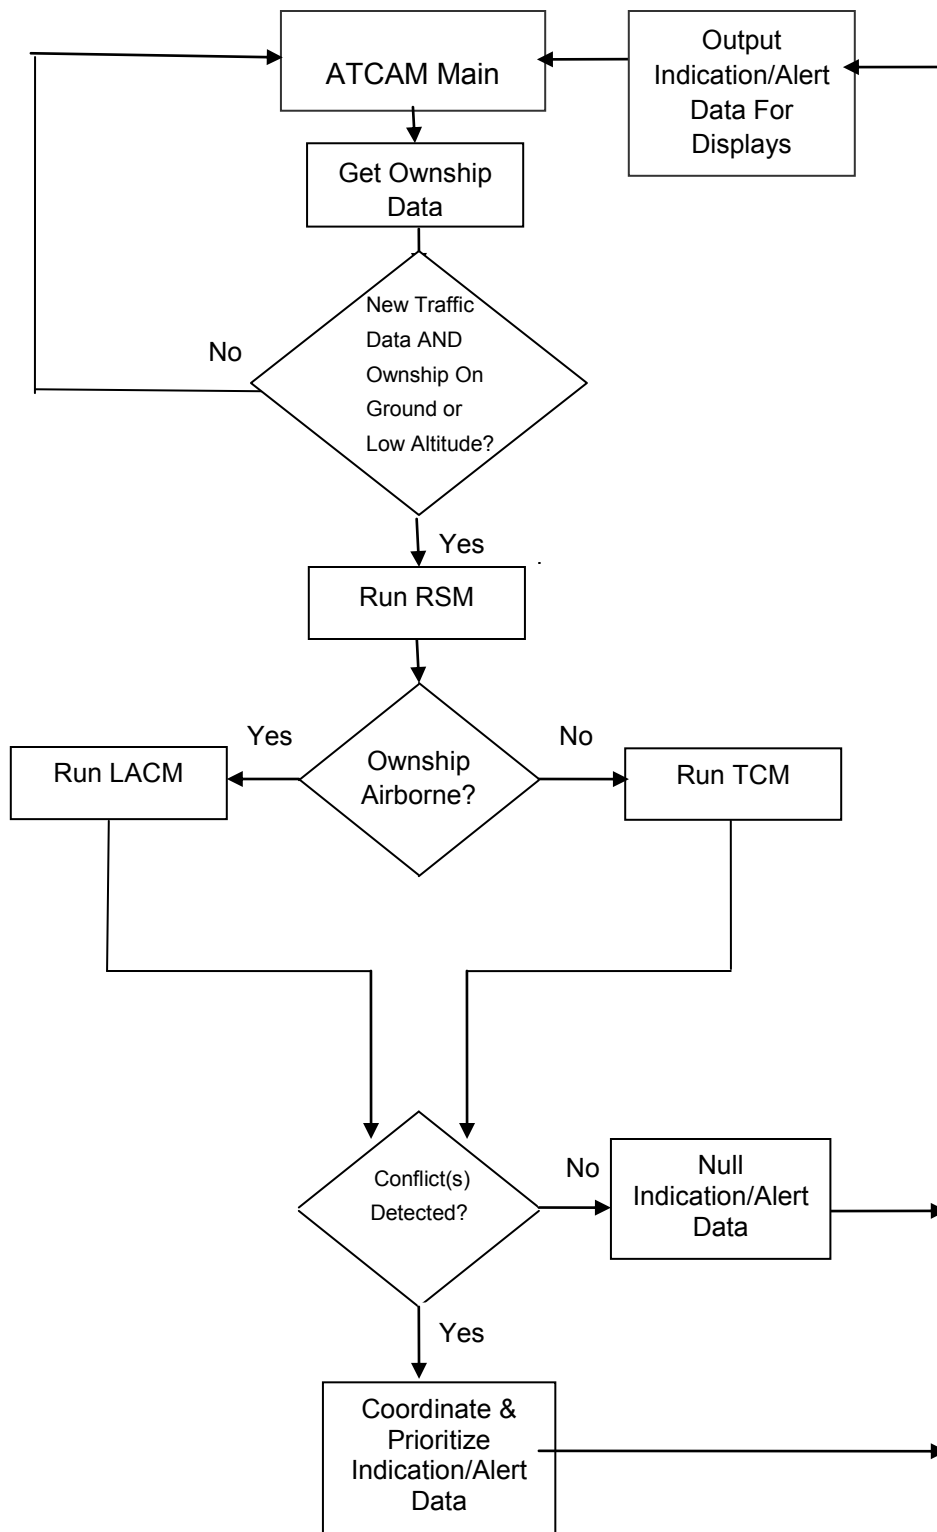 ATCAM Main
Output
Indication/Alert
Data For
Displays
Get Ownship
Data
New Traffic
Data AND
Ownship On
Ground or
Low Altitude?
No
Yes
Run RSM
Ownship
Airborne?
Yes
No
Run LACM
Run TCM
Conflict(s)
Detected?
No
Null
Indication/Alert
Data
Yes
Coordinate &
Prioritize
Indication/Alert
Data